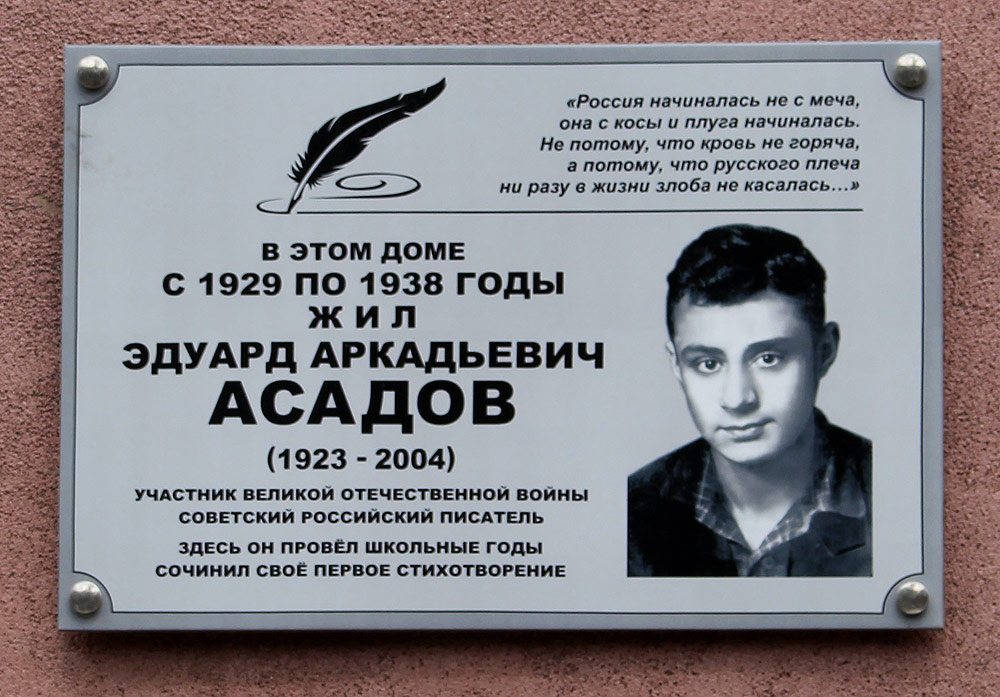 «Россия начиналась не с меча,
она с косы и плуга начиналась.
Не потому, что кровь не горяча,
а потому, что русского плеча
ни разу в жизни злоба не касалась...»
В ЭТОМ ДОМЕ
С 1929 ПО 1938 ГОДЫ
Ж И Л
ЭДУАРД АРКАДЬЕВИЧ
АСАДОВ
(1923 - 2004)
УЧАСТНИК ВЕЛИКОЙ ОТЕЧЕСТВЕННОЙ ВОЙНЫ
СОВЕТСКИЙ РОССИЙСКИЙ ПИСАТЕЛЬ
ЗДЕСЬ ОН ПРОВЁЛ ШКОЛЬНЫЕ ГОДЫ
СОЧИНИЛ СВОЁ ПЕРВОЕ СТИХОТВОРЕНИЕ